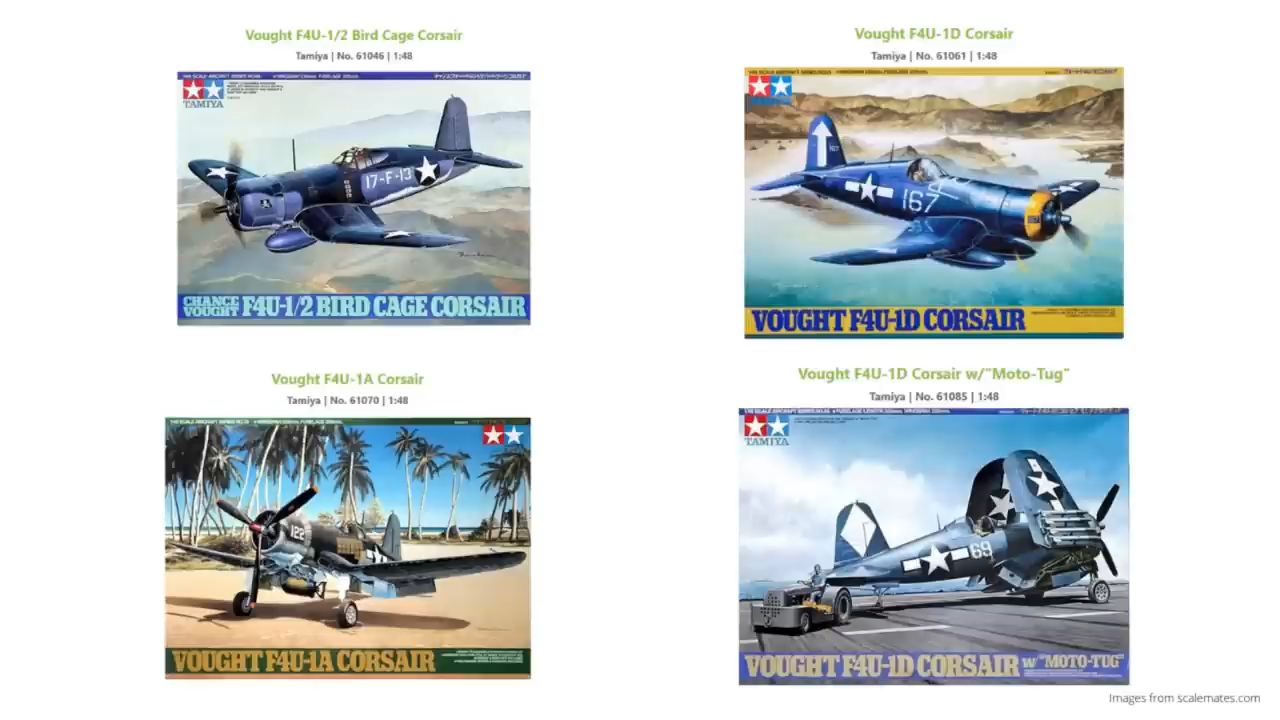 Vought F4U-1/2 Bird Cage Corsair
Tamiya | No. 61046 | 1:48
TAMIYA
17-F-13
CHANCE VOUGHT F4U-1/2 BIRD CAGE CORSAIR
Vought F4U-1D Corsair
Tamiya | No. 61061 | 1:48
167
VOUGHT F4U-1D CORSAIR
Vought F4U-1A Corsair
Tamiya | No. 61070 | 1:48
122
VOUGHT F4U-1A CORSAIR
Vought F4U-1D Corsair w/"Moto-Tug"
Tamiya | No. 61085 | 1:48
TAMIYA
69
VOUGHT F4U-1D CORSAIR w/"MOTO-TUG"
Images from scalemates.com